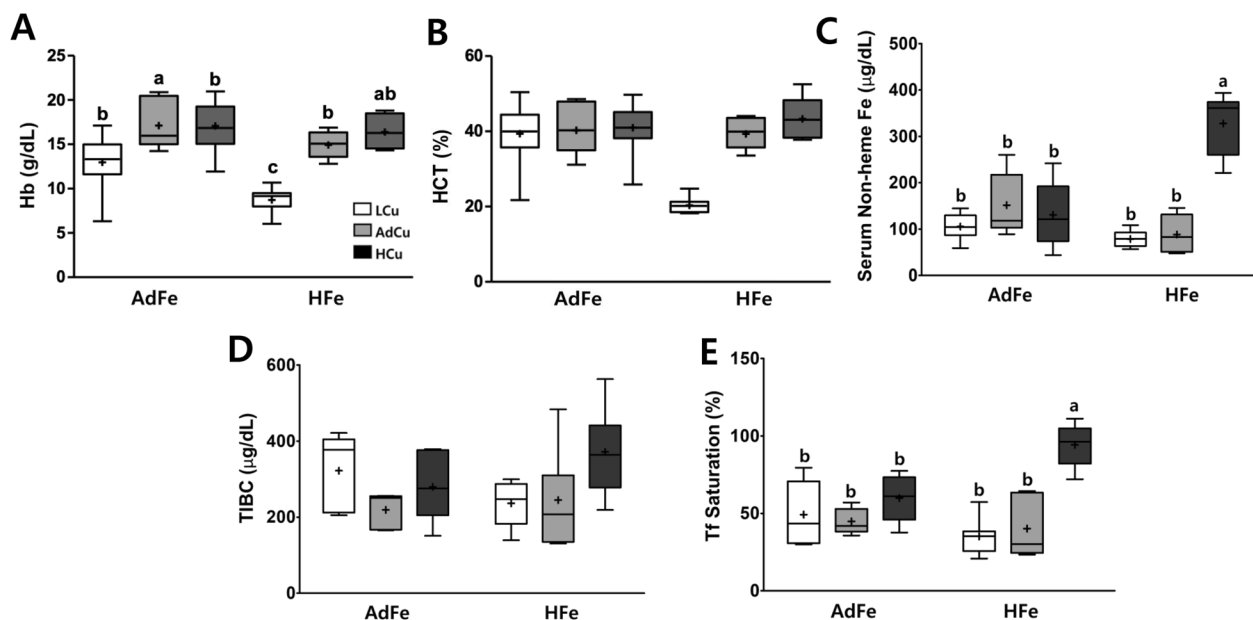 A
Hb (g/dL)
25
20
15
10
5
0
b
a
b
c
b
ab
LCu
AdCu
HCu
AdFe
HFe
B
HCT (%)
60
40
20
0
AdFe
HFe
C
Serum Non-heme Fe (μg/dL)
500
400
300
200
100
0
b
b
b
b
b
a
AdFe
HFe
D
TIBC (μg/dL)
600
400
200
0
AdFe
HFe
E
Tf Saturation (%)
150
100
50
0
b
b
b
b
b
a
AdFe
HFe